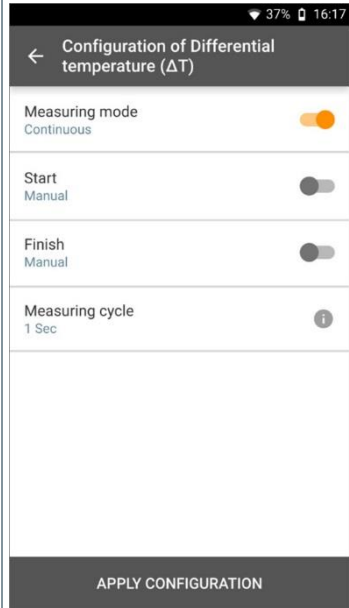 37% 16:17
Configuration of Differential
temperature (ΔT)
Measuring mode
Continuous
Start
Manual
Finish
Manual
Measuring cycle
1 Sec
APPLY CONFIGURATION